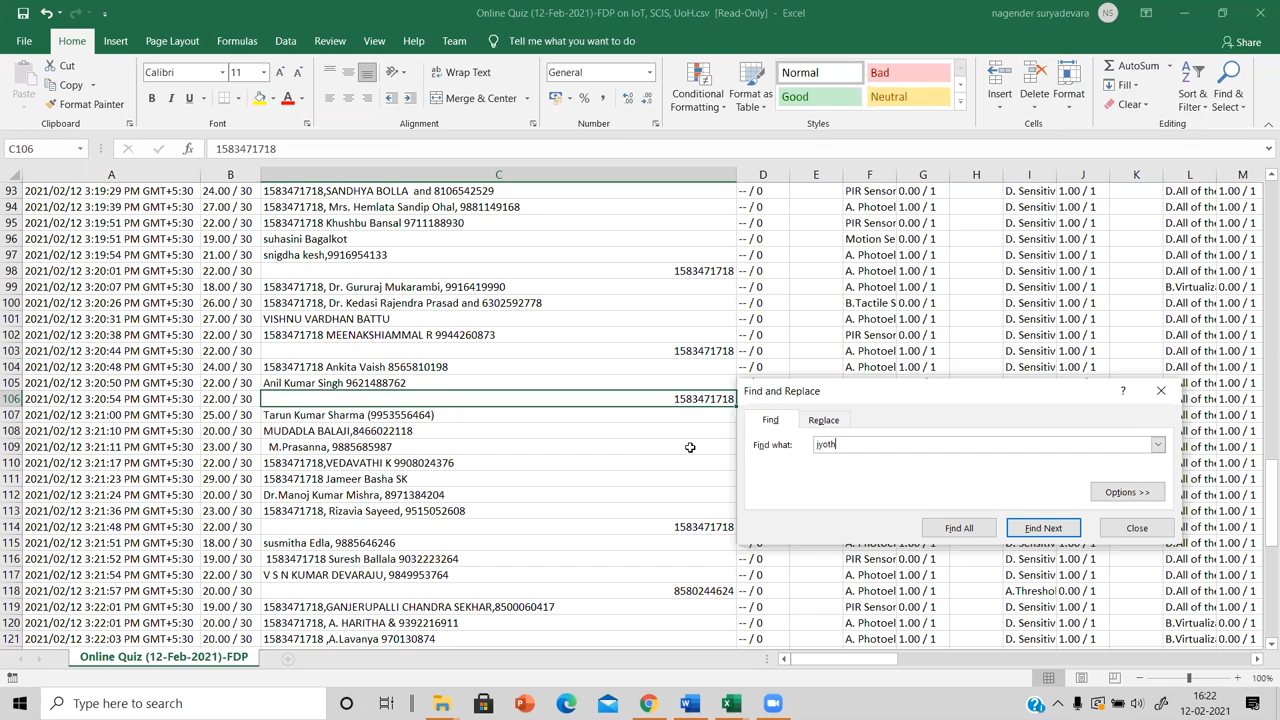 Online Quiz (12-Feb-2021)-FDP on IoT, SCIS, UoH.csv [Read-Only] - Excel
nagender suryadevara NS
File Home Insert Page Layout Formulas Data Review View Help Team Tell me what you want to do Share
Cut
Copy
Format Painter
Paste
Clipboard
Calibri 11
B I U A
Font
Wrap Text
Merge & Center
Alignment
General
Number
Conditional Formatting
Format as Table
Normal Bad
Good Neutral
Styles
Insert Delete Format
Cells
AutoSum
Fill
Clear
Sort & Filter
Find & Select
Editing
C106 fx 1583471718
A B C D E F G H I J K L M
93 2021/02/12 3:19:29 PM GMT+5:30 24.00 / 30 1583471718,SANDHYA BOLLA and 8106542529 -- / 0 PIR Sensor 0.00 / 1 D. Sensitiv 1.00 / 1 D.All of the 1.00 / 1
94 2021/02/12 3:19:39 PM GMT+5:30 27.00 / 30 1583471718, Mrs. Hemlata Sandip Ohal, 9881149168 -- / 0 A. Photoel 1.00 / 1 D. Sensitiv 1.00 / 1 D.All of the 1.00 / 1
95 2021/02/12 3:19:51 PM GMT+5:30 22.00 / 30 1583471718 Khushbu Bansal 9711188930 -- / 0 PIR Sensor 0.00 / 1 D. Sensitiv 1.00 / 1 D.All of the 1.00 / 1
96 2021/02/12 3:19:51 PM GMT+5:30 19.00 / 30 suhasini Bagalkot -- / 0 Motion Se 0.00 / 1 D. Sensitiv 1.00 / 1 D.All of the 1.00 / 1
97 2021/02/12 3:19:54 PM GMT+5:30 21.00 / 30 snigdha kesh,9916954133 -- / 0 A. Photoel 1.00 / 1 D. Sensitiv 1.00 / 1 D.All of the 1.00 / 1
98 2021/02/12 3:20:01 PM GMT+5:30 22.00 / 30 1583471718 -- / 0 A. Photoel 1.00 / 1 D. Sensitiv 1.00 / 1 D.All of the 1.00 / 1
99 2021/02/12 3:20:07 PM GMT+5:30 18.00 / 30 1583471718, Dr. Gururaj Mukarambi, 9916419990 -- / 0 A. Photoel 1.00 / 1 D. Sensitiv 1.00 / 1 B.Virtualiza 0.00 / 1
100 2021/02/12 3:20:26 PM GMT+5:30 26.00 / 30 1583471718, Dr. Kedasi Rajendra Prasad and 6302592778 -- / 0 B.Tactile S 0.00 / 1 D. Sensitiv 1.00 / 1 D.All of the 1.00 / 1
101 2021/02/12 3:20:31 PM GMT+5:30 27.00 / 30 VISHNU VARDHAN BATTU -- / 0 A. Photoel 1.00 / 1 D. Sensitiv 1.00 / 1 D.All of the 1.00 / 1
102 2021/02/12 3:20:38 PM GMT+5:30 22.00 / 30 1583471718 MEENAKSHIAMMAL R 9944260873 -- / 0 PIR Sensor 0.00 / 1 D. Sensitiv 1.00 / 1 D.All of the 1.00 / 1
103 2021/02/12 3:20:44 PM GMT+5:30 22.00 / 30 1583471718 -- / 0 A. Photoel 1.00 / 1 D. Sensitiv 1.00 / 1 D.All of the 1.00 / 1
104 2021/02/12 3:20:48 PM GMT+5:30 22.00 / 30 1583471718 Ankita Vaish 8565810198 -- / 0 A. Photoel 1.00 / 1 D. Sensitiv 1.00 / 1 D.All of the 1.00 / 1
105 2021/02/12 3:20:50 PM GMT+5:30 22.00 / 30 Anil Kumar Singh 9621488762
106 2021/02/12 3:20:54 PM GMT+5:30 22.00 / 30 1583471718
107 2021/02/12 3:21:00 PM GMT+5:30 25.00 / 30 Tarun Kumar Sharma (9953556464)
108 2021/02/12 3:21:10 PM GMT+5:30 20.00 / 30 MUDADLA BALAJI,8466022118
109 2021/02/12 3:21:11 PM GMT+5:30 23.00 / 30 M.Prasanna, 9885685987
110 2021/02/12 3:21:17 PM GMT+5:30 22.00 / 30 1583471718,VEDAVATHI K 9908024376
111 2021/02/12 3:21:23 PM GMT+5:30 29.00 / 30 1583471718 Jameer Basha SK
112 2021/02/12 3:21:24 PM GMT+5:30 20.00 / 30 Dr.Manoj Kumar Mishra, 8971384204
113 2021/02/12 3:21:36 PM GMT+5:30 23.00 / 30 1583471718, Rizavia Sayeed, 9515052608
114 2021/02/12 3:21:48 PM GMT+5:30 22.00 / 30 1583471718
115 2021/02/12 3:21:51 PM GMT+5:30 18.00 / 30 susmitha Edla, 9885646246
116 2021/02/12 3:21:52 PM GMT+5:30 19.00 / 30 1583471718 Suresh Ballala 9032223264 -- / 0 A. Photoel 1.00 / 1 D. Sensitiv 1.00 / 1 D.All of the 1.00 / 1
117 2021/02/12 3:21:54 PM GMT+5:30 22.00 / 30 V S N KUMAR DEVARAJU, 9849953764 -- / 0 A. Photoel 1.00 / 1 D. Sensitiv 1.00 / 1 D.All of the 1.00 / 1
118 2021/02/12 3:21:57 PM GMT+5:30 22.00 / 30 8580244624 -- / 0 A. Photoel 1.00 / 1 A.Thresho 1.00 / 1 D.All of the 1.00 / 1
119 2021/02/12 3:22:01 PM GMT+5:30 19.00 / 30 1583471718,GANJERUPALLI CHANDRA SEKHAR,8500060417 -- / 0 PIR Sensor 0.00 / 1 D. Sensitiv 1.00 / 1 D.All of the 1.00 / 1
120 2021/02/12 3:22:01 PM GMT+5:30 20.00 / 30 1583471718 , A. HARITHA & 9392216911 -- / 0 A. Photoel 1.00 / 1 D. Sensitiv 1.00 / 1 B.Virtualiza 0.00 / 1
121 2021/02/12 3:22:03 PM GMT+5:30 22.00 / 30 1583471718 ,A.Lavanya 970130874 -- / 0 A. Photoel 1.00 / 1 D. Sensitiv 1.00 / 1 B.Virtualiza 0.00 / 1
Find and Replace ?
Find Replace
Find what: jyoth
Options >>
Find All Find Next Close
Online Quiz (12-Feb-2021)-FDP
100%
Type here to search
16:22
12-02-2021